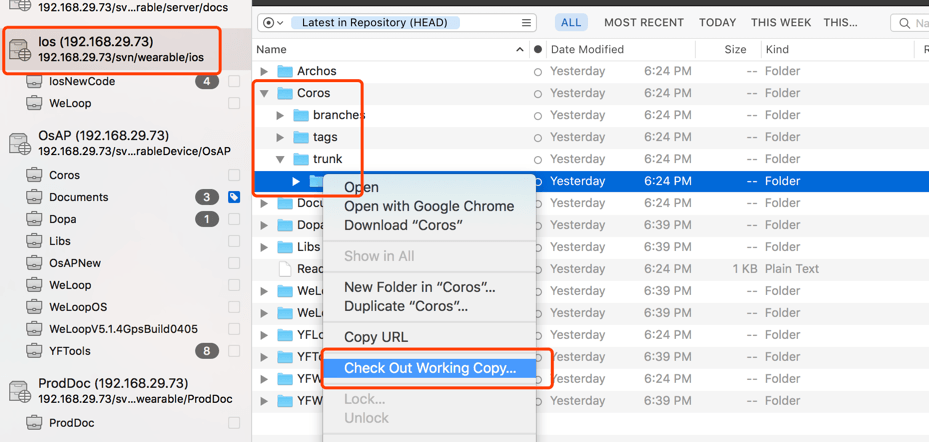 192.168.29.73/sv...rable/server/docs
Ios (192.168.29.73)
192.168.29.73/svn/wearable/ios
IosNewCode 4
WeLoop
OsAP (192.168.29.73)
192.168.29.73/sv...rableDevice/OsAP
Coros
Documents 3
Dopa 1
Libs
OsAPNew
WeLoop
WeLoopOS
WeLoopV5.1.4GpsBuild0405
YFTools 8
ProdDoc (192.168.29.73)
192.168.29.73/sv...wearable/ProdDoc
ProdDoc
Latest in Repository (HEAD) ALL MOST RECENT TODAY THIS WEEK THIS... Na
Name Date Modified Size Kind R
Archos Yesterday 6:24 PM -- Folder
Coros Yesterday 6:24 PM -- Folder
branches Yesterday 6:24 PM -- Folder
tags Yesterday 6:24 PM -- Folder
trunk Yesterday 6:24 PM -- Folder
Yesterday 6:24 PM -- Folder
Docu Yesterday 6:24 PM -- Folder
Dopa Yesterday 6:39 PM -- Folder
Libs Yesterday 6:39 PM -- Folder
Read Yesterday 6:24 PM 1 KB Plain Text
WeLo Yesterday 6:39 PM -- Folder
WeLo Yesterday 6:39 PM -- Folder
YFLo Yesterday 6:24 PM -- Folder
YFTo Yesterday 6:39 PM -- Folder
YFW Yesterday 6:24 PM -- Folder
YFW Yesterday 6:39 PM -- Folder
Open
Open with Google Chrome
Download “Coros”
Show in All
New Folder in “Coros”...
Duplicate “Coros”...
Copy URL
Check Out Working Copy...
Lock...
Unlock